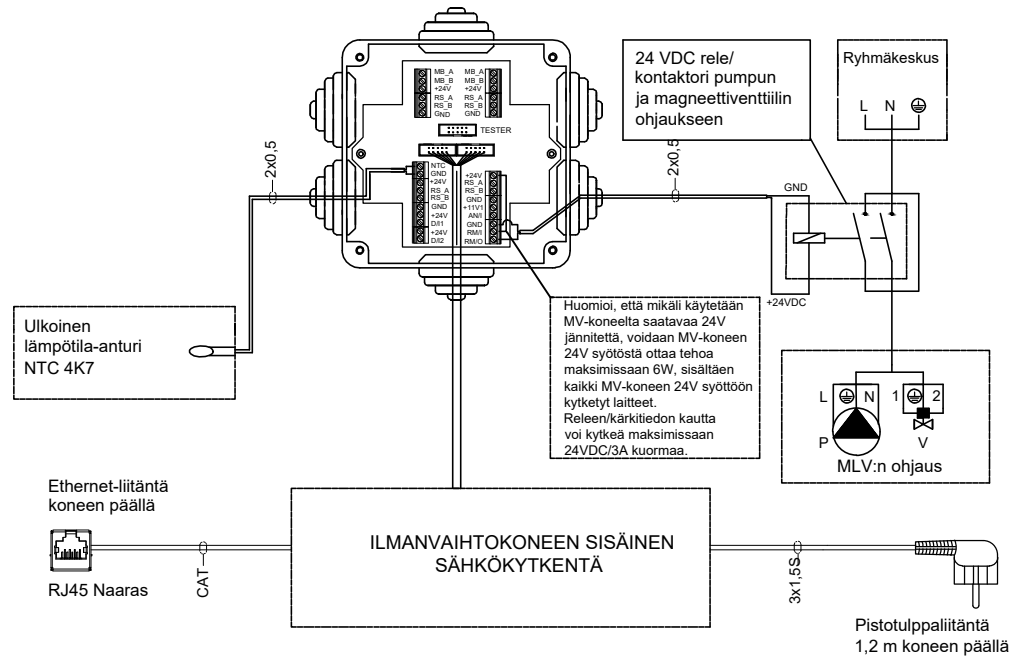 MB_A
MB_B
+24V
RS_A
RS_B
GND
MB_A
MB_B
+24V
RS_A
RS_B
GND
TESTER
NTC
GND
+24V
RS_A
RS_B
GND
+24V
D/I1
+24V
D/I2
+24V
RS_A
RS_B
GND
+11V1
AN/I
GND
RM/I
RM/O
2x0,5
2x0,5
24 VDC rele/
kontaktori pumpun
ja magneettiventtiilin
ohjaukseen
Ryhmäkeskus
L N
GND
+24VDC
Ulkoinen
lämpötila-anturi
NTC 4K7
Huomioi, että mikäli käytetään
MV-koneelta saatavaa 24V
jännitettä, voidaan MV-koneen
24V syötöstä ottaa tehoa
maksimissaan 6W, sisältäen
kaikki MV-koneen 24V syöttöön
kytketyt laitteet.
Releen/kärkitiedon kautta
voi kytkeä maksimissaan
24VDC/3A kuormaa.
L N 1 2
P V
MLV:n ohjaus
Ethernet-liitäntä
koneen päällä
RJ45 Naaras
CAT
ILMANVAIHTOKONEEN SISÄINEN
SÄHKÖKYTKENTÄ
3x1,5S
Pistotulppaliitäntä
1,2 m koneen päällä